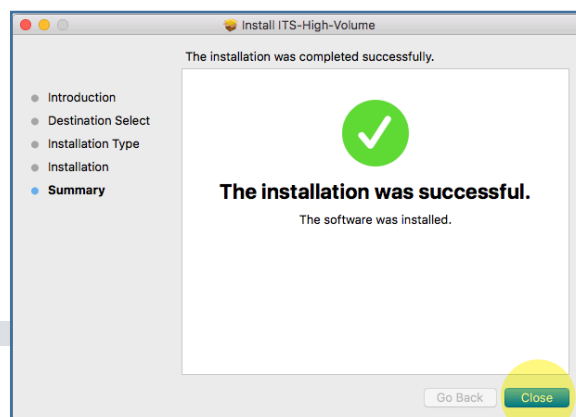 Install ITS-High-Volume
The installation was completed successfully.
Introduction
Destination Select
Installation Type
Installation
Summary
The installation was successful.
The software was installed.
Go Back
Close